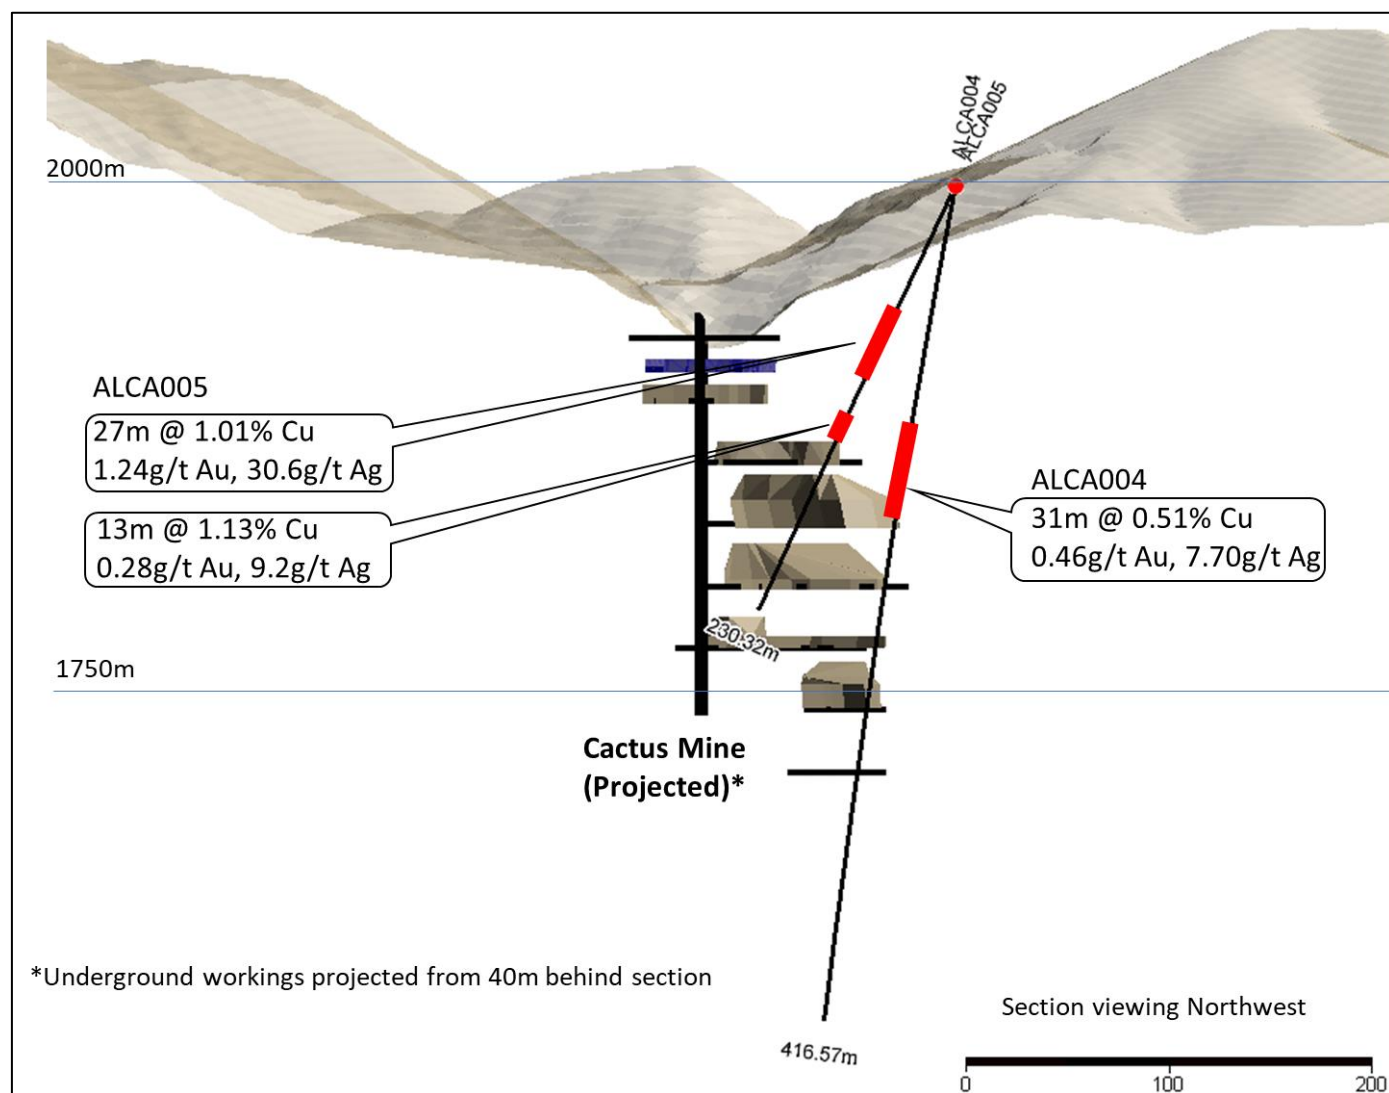 ALCA004
ALCA005
2000m
ALCA005
27m @ 1.01% Cu
1.24g/t Au, 30.6g/t Ag
13m @ 1.13% Cu
0.28g/t Au, 9.2g/t Ag
ALCA004
31m @ 0.51% Cu
0.46g/t Au, 7.70g/t Ag
230.32m
1750m
Cactus Mine
(Projected)*
*Underground workings projected from 40m behind section
Section viewing Northwest
416.57m
0 100 200